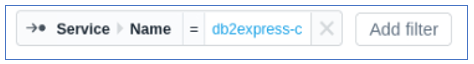 Service Name = db2express-c Add filter